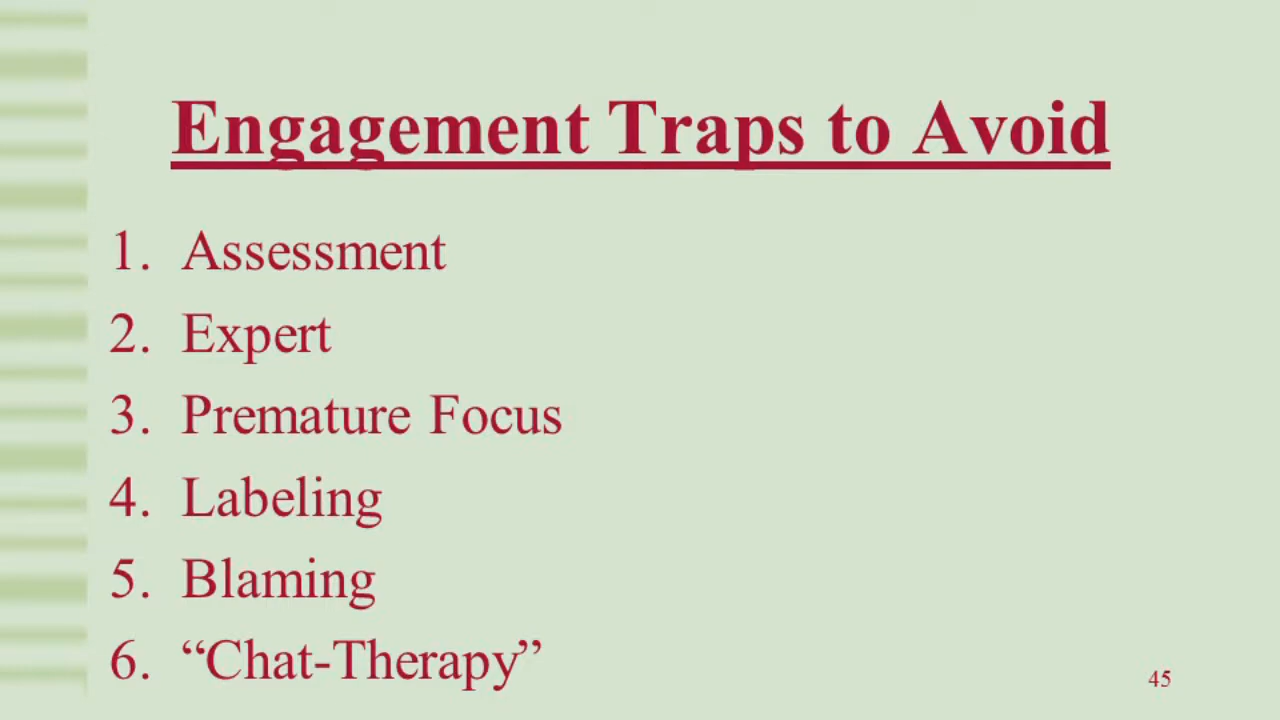 Engagement Traps to Avoid
1. Assessment
2. Expert
3. Premature Focus
4. Labeling
5. Blaming
6. “Chat-Therapy”
45